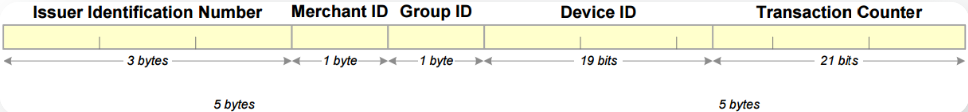 Issuer Identification Number Merchant ID Group ID Device ID Transaction Counter
3 bytes 1 byte 1 byte 19 bits 21 bits
5 bytes 5 bytes